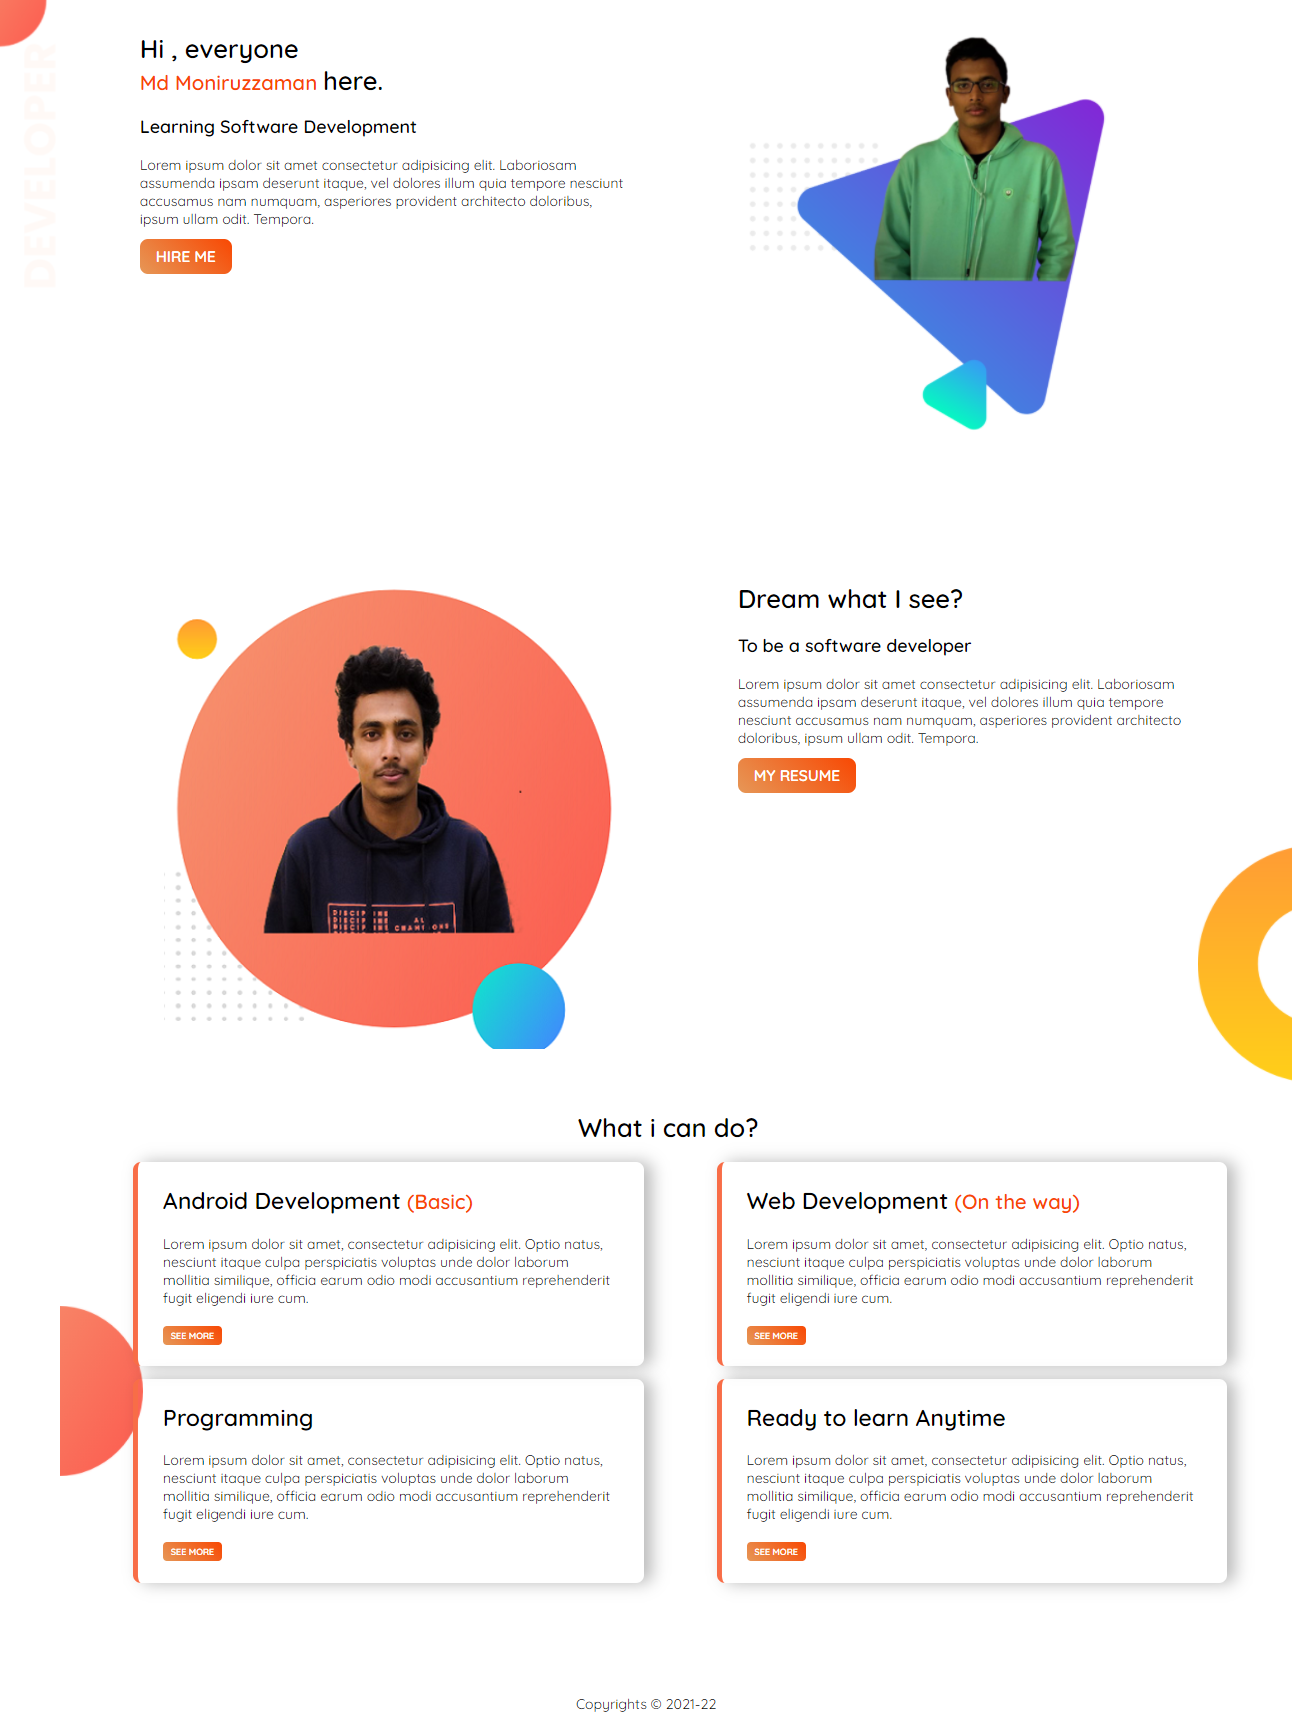 DEVELOPER
Hi , everyone
Md Moniruzzaman here.
Learning Software Development
Lorem ipsum dolor sit amet consectetur adipisicing elit. Laboriosam
assumenda ipsam deserunt itaque, vel dolores illum quia tempore nesciunt
accusamus nam numquam, asperiores provident architecto doloribus,
ipsum ullam odit. Tempora.
HIRE ME
Dream what I see?
To be a software developer
Lorem ipsum dolor sit amet consectetur adipisicing elit. Laboriosam
assumenda ipsam deserunt itaque, vel dolores illum quia tempore
nesciunt accusamus nam numquam, asperiores provident architecto
doloribus, ipsum ullam odit. Tempora.
MY RESUME
What i can do?
Android Development (Basic)
Lorem ipsum dolor sit amet, consectetur adipisicing elit. Optio natus,
nesciunt itaque culpa perspiciatis voluptas unde dolor laborum
mollitia similique, officia earum odio modi accusantium reprehenderit
fugit eligendi iure cum.
SEE MORE
Web Development (On the way)
Lorem ipsum dolor sit amet, consectetur adipisicing elit. Optio natus,
nesciunt itaque culpa perspiciatis voluptas unde dolor laborum
mollitia similique, officia earum odio modi accusantium reprehenderit
fugit eligendi iure cum.
SEE MORE
Programming
Lorem ipsum dolor sit amet, consectetur adipisicing elit. Optio natus,
nesciunt itaque culpa perspiciatis voluptas unde dolor laborum
mollitia similique, officia earum odio modi accusantium reprehenderit
fugit eligendi iure cum.
SEE MORE
Ready to learn Anytime
Lorem ipsum dolor sit amet, consectetur adipisicing elit. Optio natus,
nesciunt itaque culpa perspiciatis voluptas unde dolor laborum
mollitia similique, officia earum odio modi accusantium reprehenderit
fugit eligendi iure cum.
SEE MORE
Copyrights © 2021-22